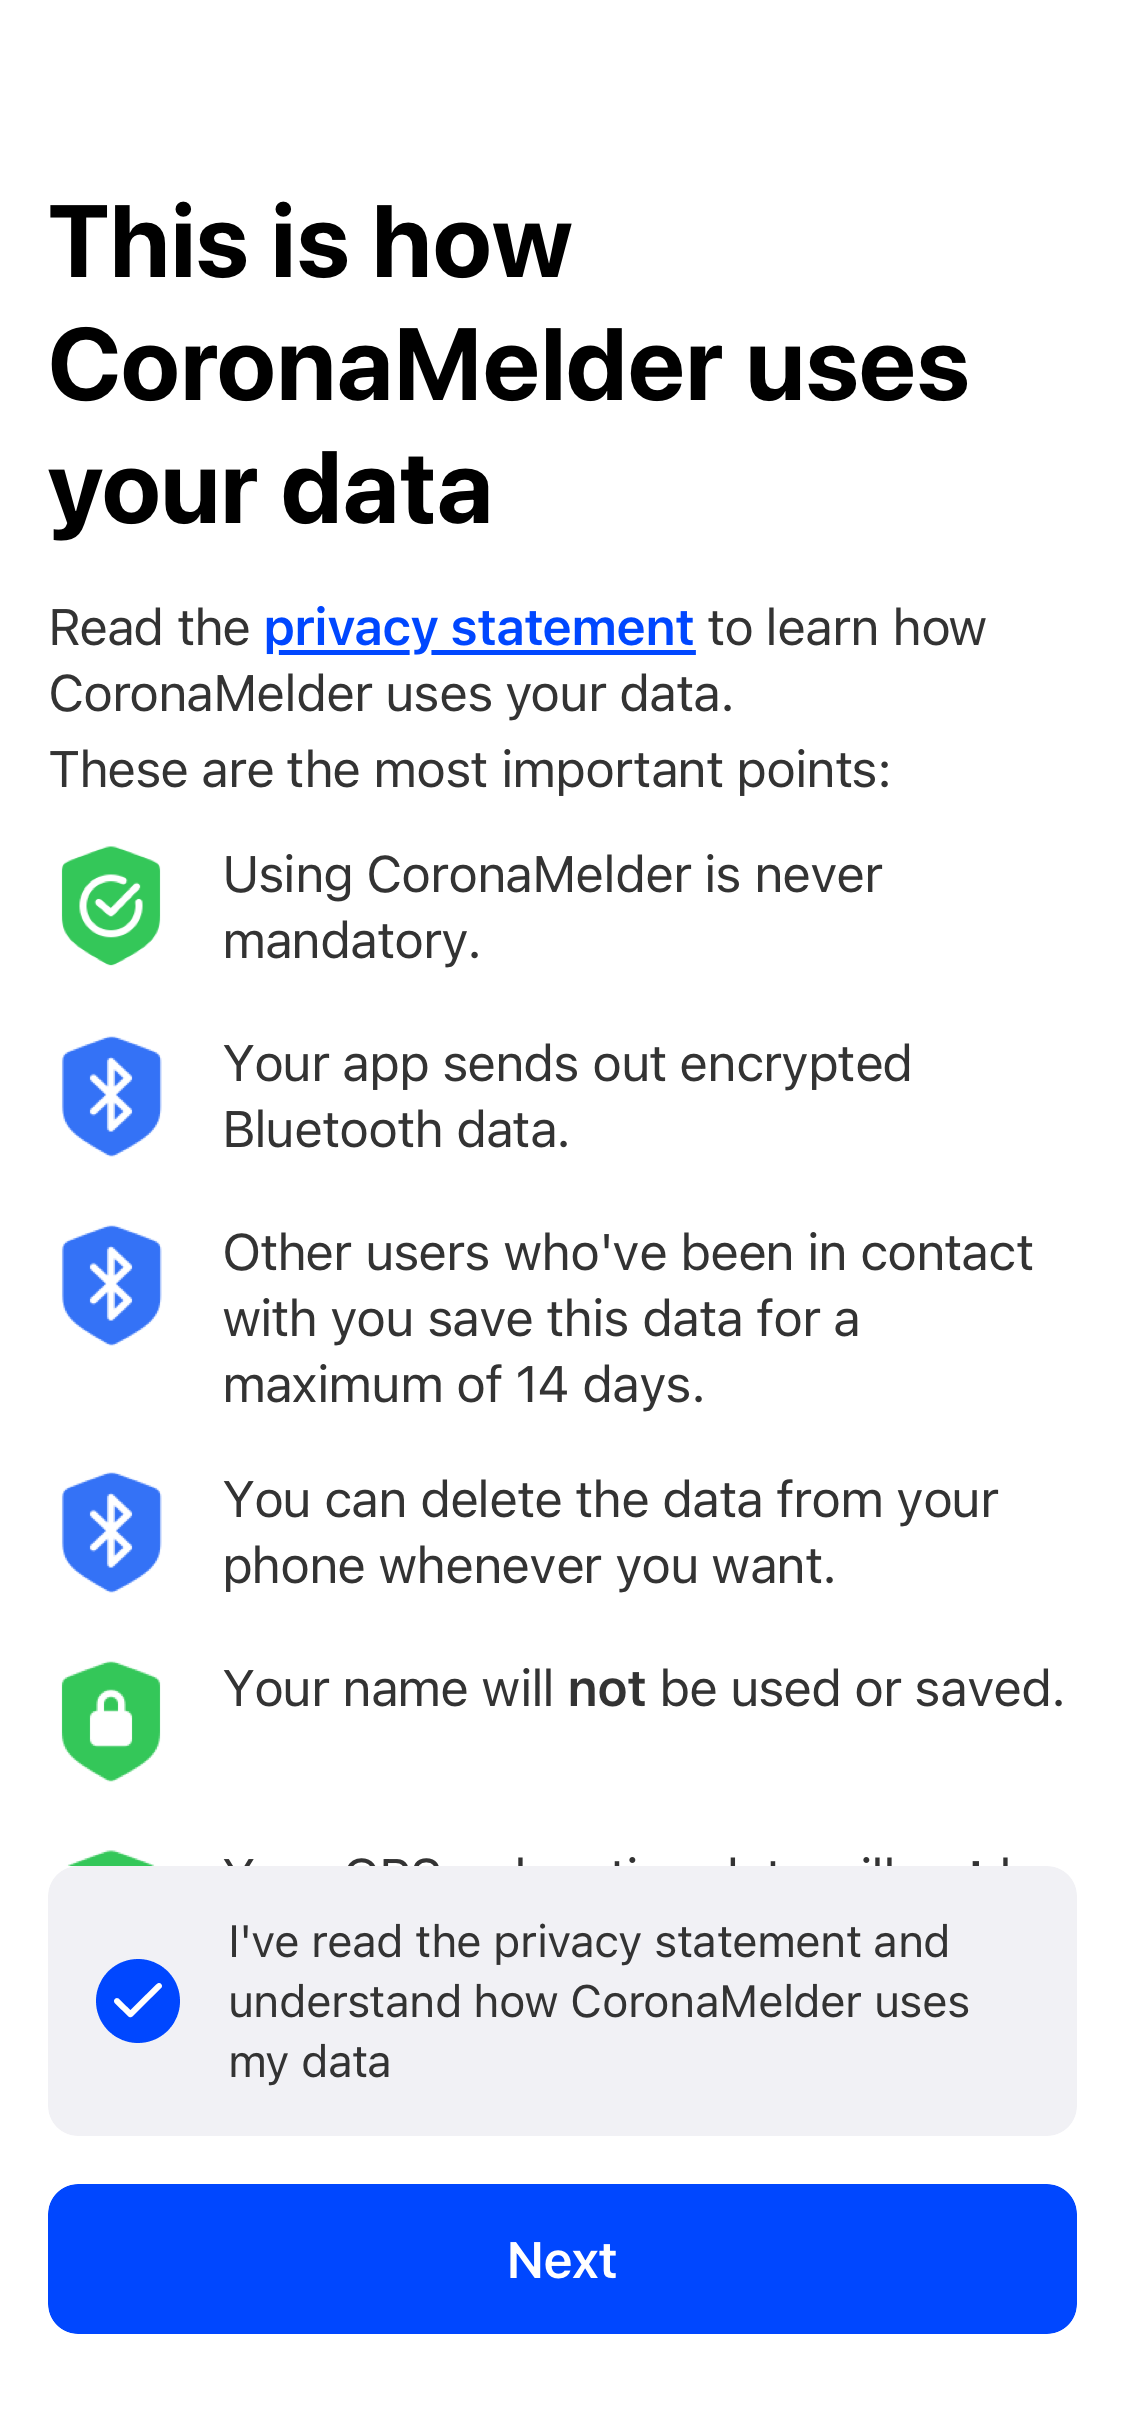 This is how
CoronaMelder uses
your data
Read the privacy statement to learn how
CoronaMelder uses your data.
These are the most important points:
Using CoronaMelder is never
mandatory.
Your app sends out encrypted
Bluetooth data.
Other users who've been in contact
with you save this data for a
maximum of 14 days.
You can delete the data from your
phone whenever you want.
Your name will not be used or saved.
I've read the privacy statement and
understand how CoronaMelder uses
my data
Next